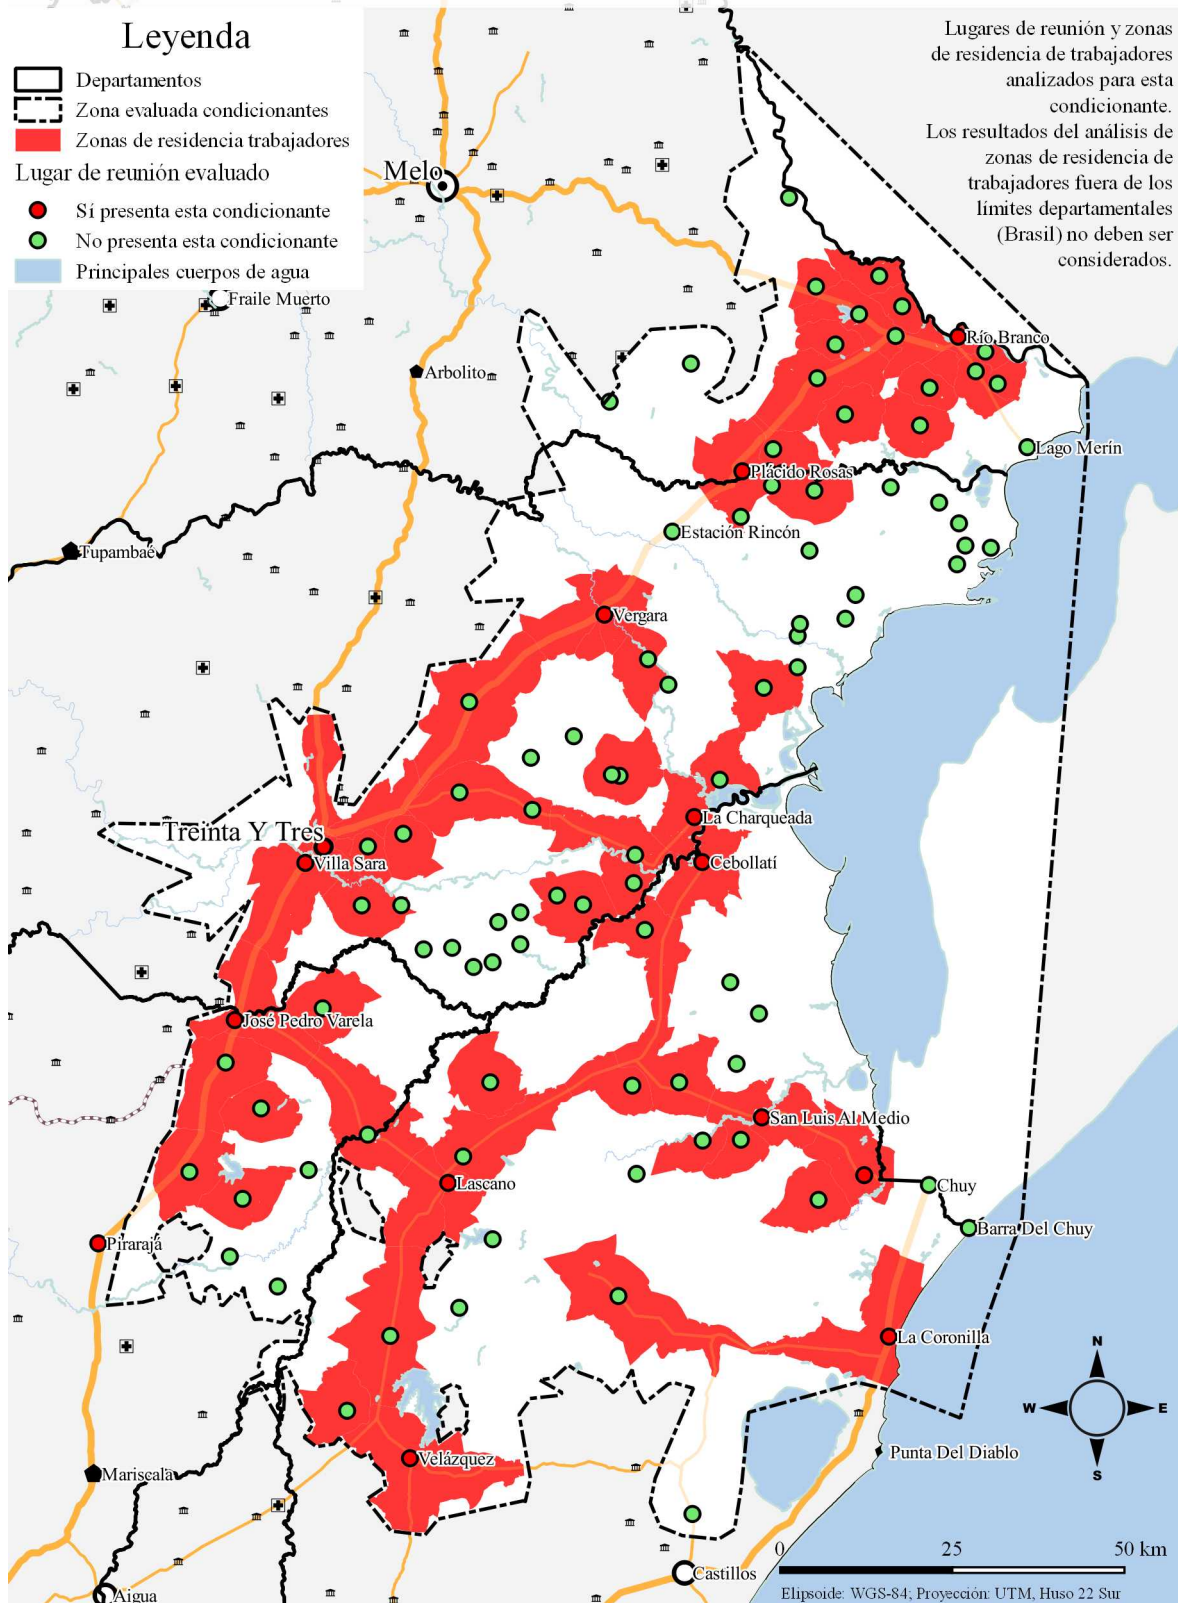 Leyenda
Departamentos
Zona evaluada condicionantes
Zonas de residencia trabajadores
Lugar de reunión evaluado
Sí presenta esta condicionante
No presenta esta condicionante
Principales cuerpos de agua
Lugares de reunión y zonas
de residencia de trabajadores
analizados para esta
condicionante.
Los resultados del análisis de
zonas de residencia de
trabajadores fuera de los
límites departamentales
(Brasil) no deben ser
considerados.
Melo
Fraile Muerto
Río Branco
Arbolito
Lago Merín
Plácido Rosas
Estación Rincón
Tupambaé
Vergara
La Charqueada
Treinta Y Tres
Villa Sara
Cebollatí
José Pedro Varela
San Luis Al Medio
Lascano
Chuy
Barra Del Chuy
Pirarajá
La Coronilla
N
W
E
S
Punta Del Diablo
Velázquez
Mariscala
0
25
50 km
Castillos
Aigua
Elipsoide: WGS-84; Proyección: UTM, Huso 22 Sur